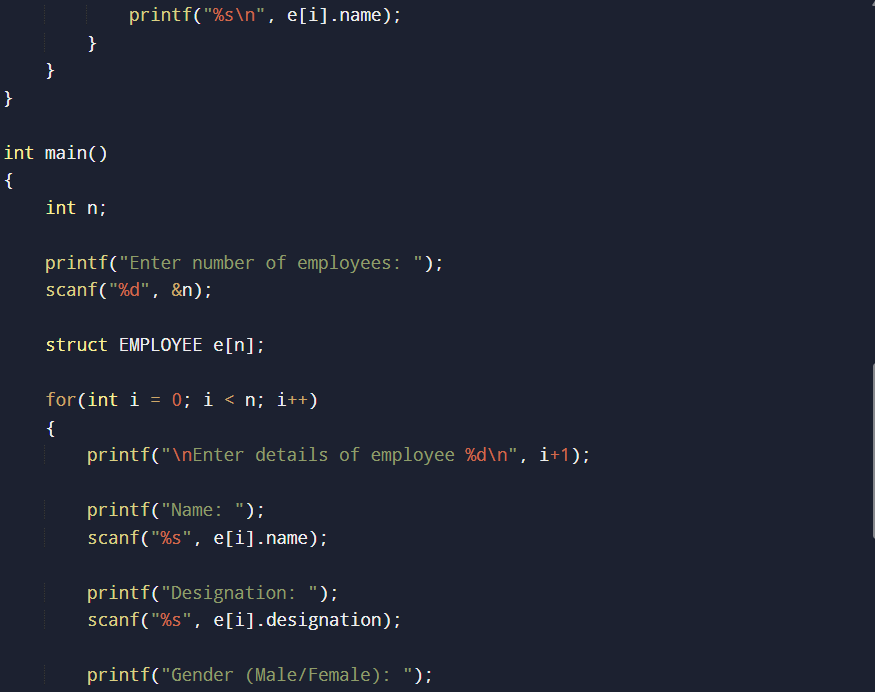 printf("%s\n", e[i].name);
        }
    }
}

int main()
{
    int n;

    printf("Enter number of employees: ");
    scanf("%d", &n);

    struct EMPLOYEE e[n];

    for(int i = 0; i < n; i++)
    {
        printf("\nEnter details of employee %d\n", i+1);

        printf("Name: ");
        scanf("%s", e[i].name);

        printf("Designation: ");
        scanf("%s", e[i].designation);

        printf("Gender (Male/Female): ");